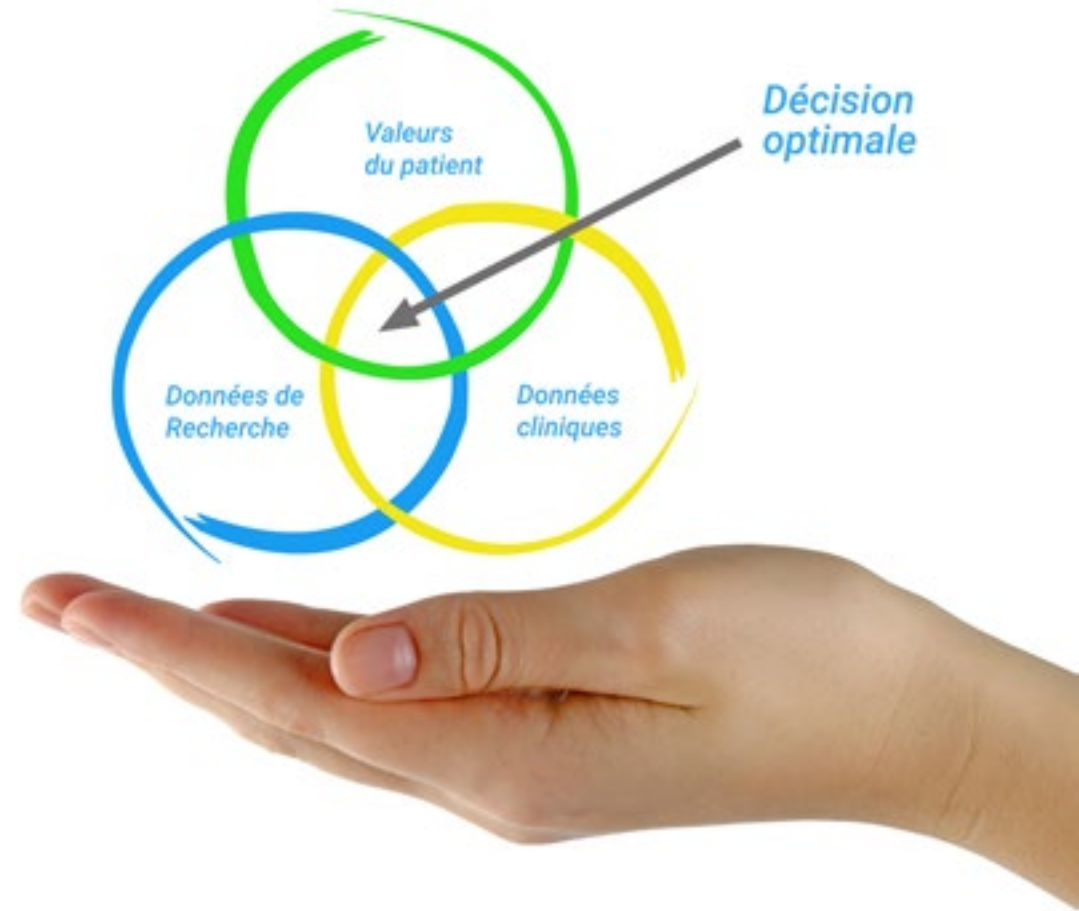 Décision
optimale
Valeurs
du patient
Données de
Recherche
Données
cliniques